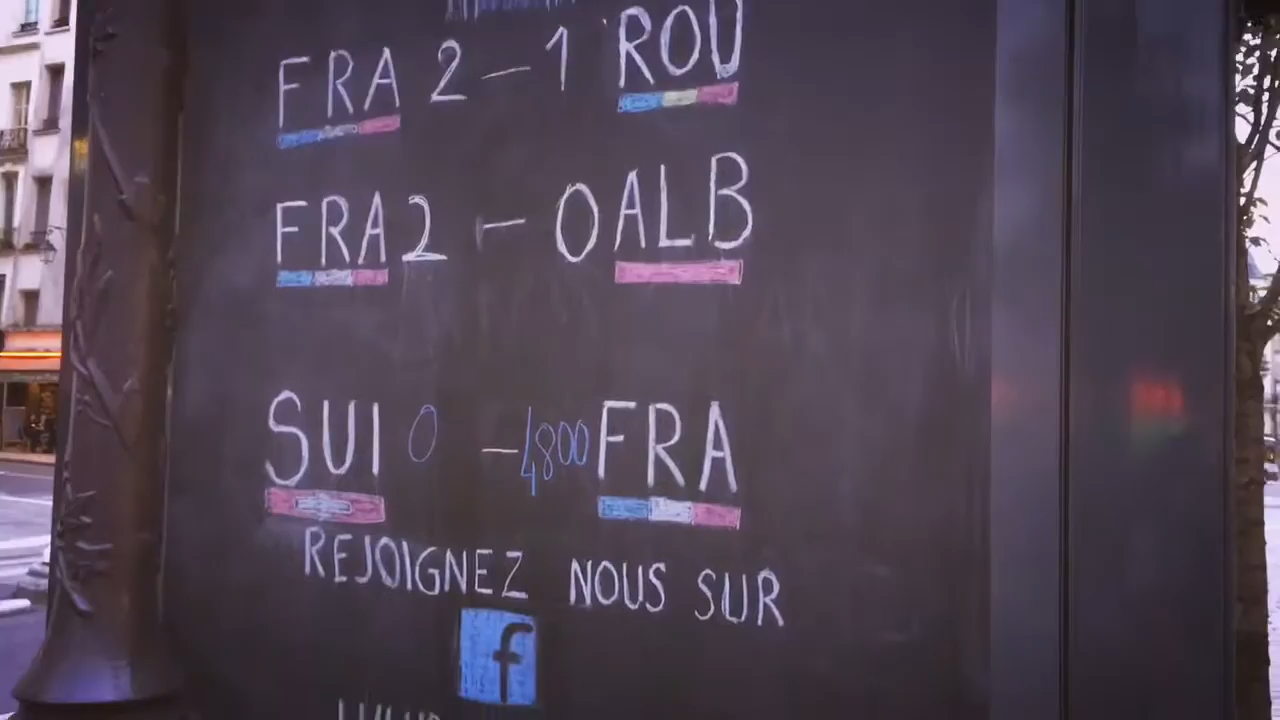 FRA 2 – 1 ROU
FRA 2 – 0 ALB
SUI 0 – 4800 FRA
REJOIGNEZ NOUS SUR
f